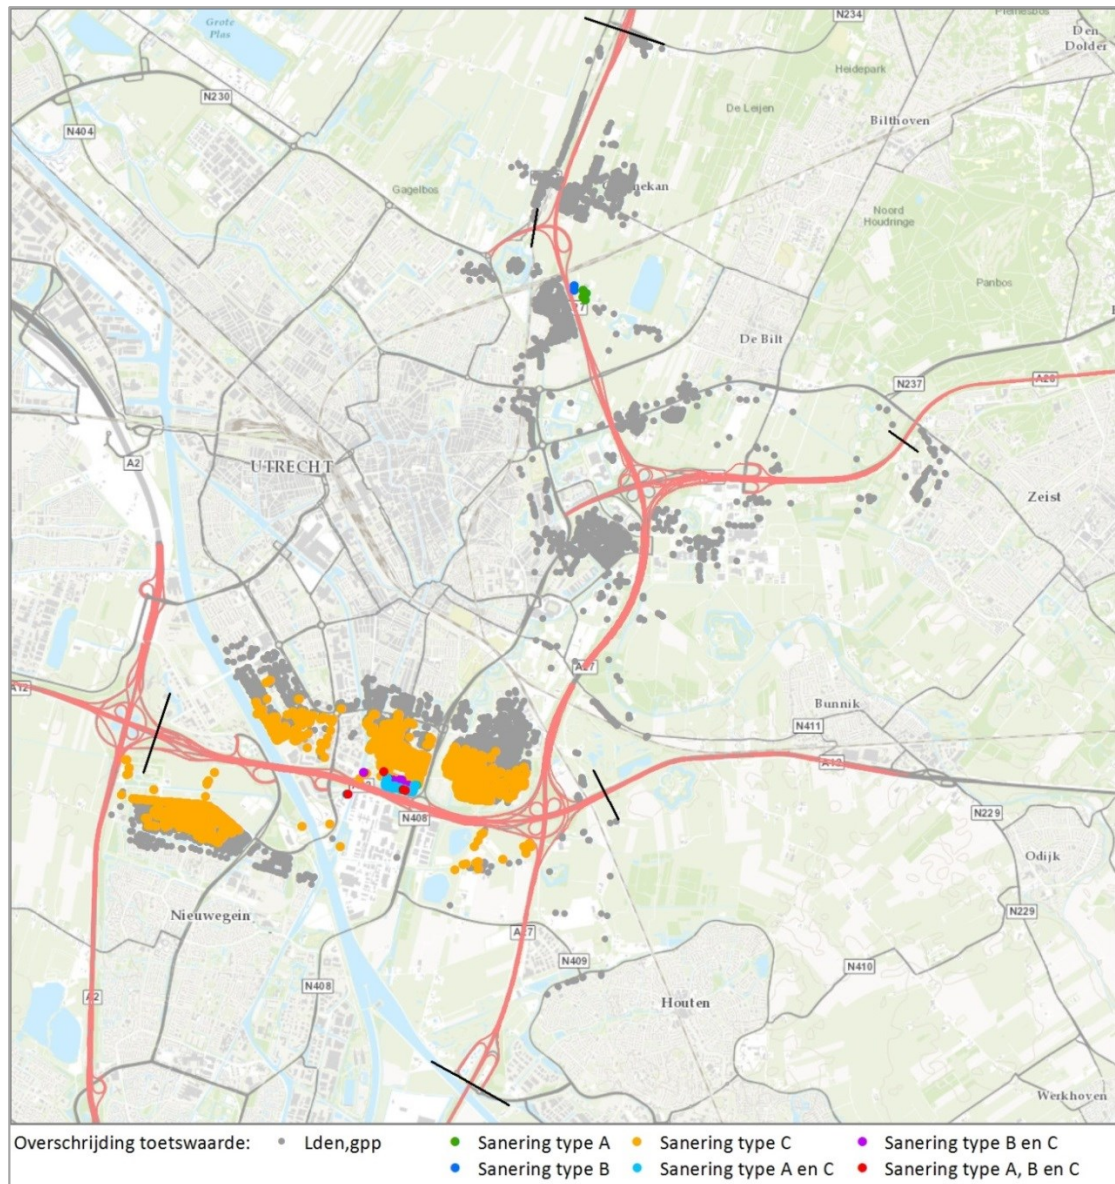 Grote
Plas
N234
Den
Dolder
Heidepark
N230
De Leijen
Bilthoven
N404
Gagelbos
Noord
Houdringe
Panbos
De Bilt
N237
A28
A2
UTRECHT
Zeist
A27
A12
Bunnik
N411
A12
N408
N229
Odijk
Nieuwegein
A27
N229
N409
N410
A2
N408
Houten
Werkhoven
Overschrijding toetswaarde: Lden,gpp Sanering type A Sanering type C Sanering type B en C
Sanering type B Sanering type A en C Sanering type A, B en C